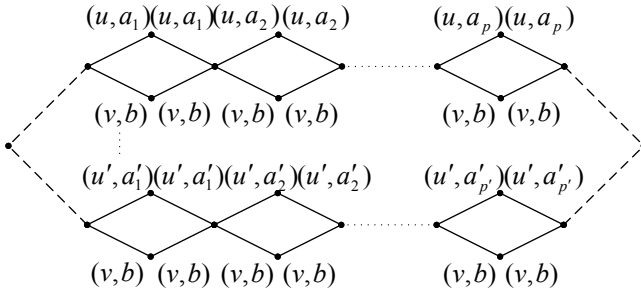 (u, a₁)(u, a₁)(u, a₂)(u, a₂) (u, aₚ)(u, aₚ)
(v, b) (v, b) (v, b) (v, b) (v, b) (v, b)
(u′, a′₁)(u′, a′₁)(u′, a′₂)(u′, a′₂) (u′, a′ₚ′)(u′, a′ₚ′)
(v, b) (v, b) (v, b) (v, b) (v, b) (v, b)